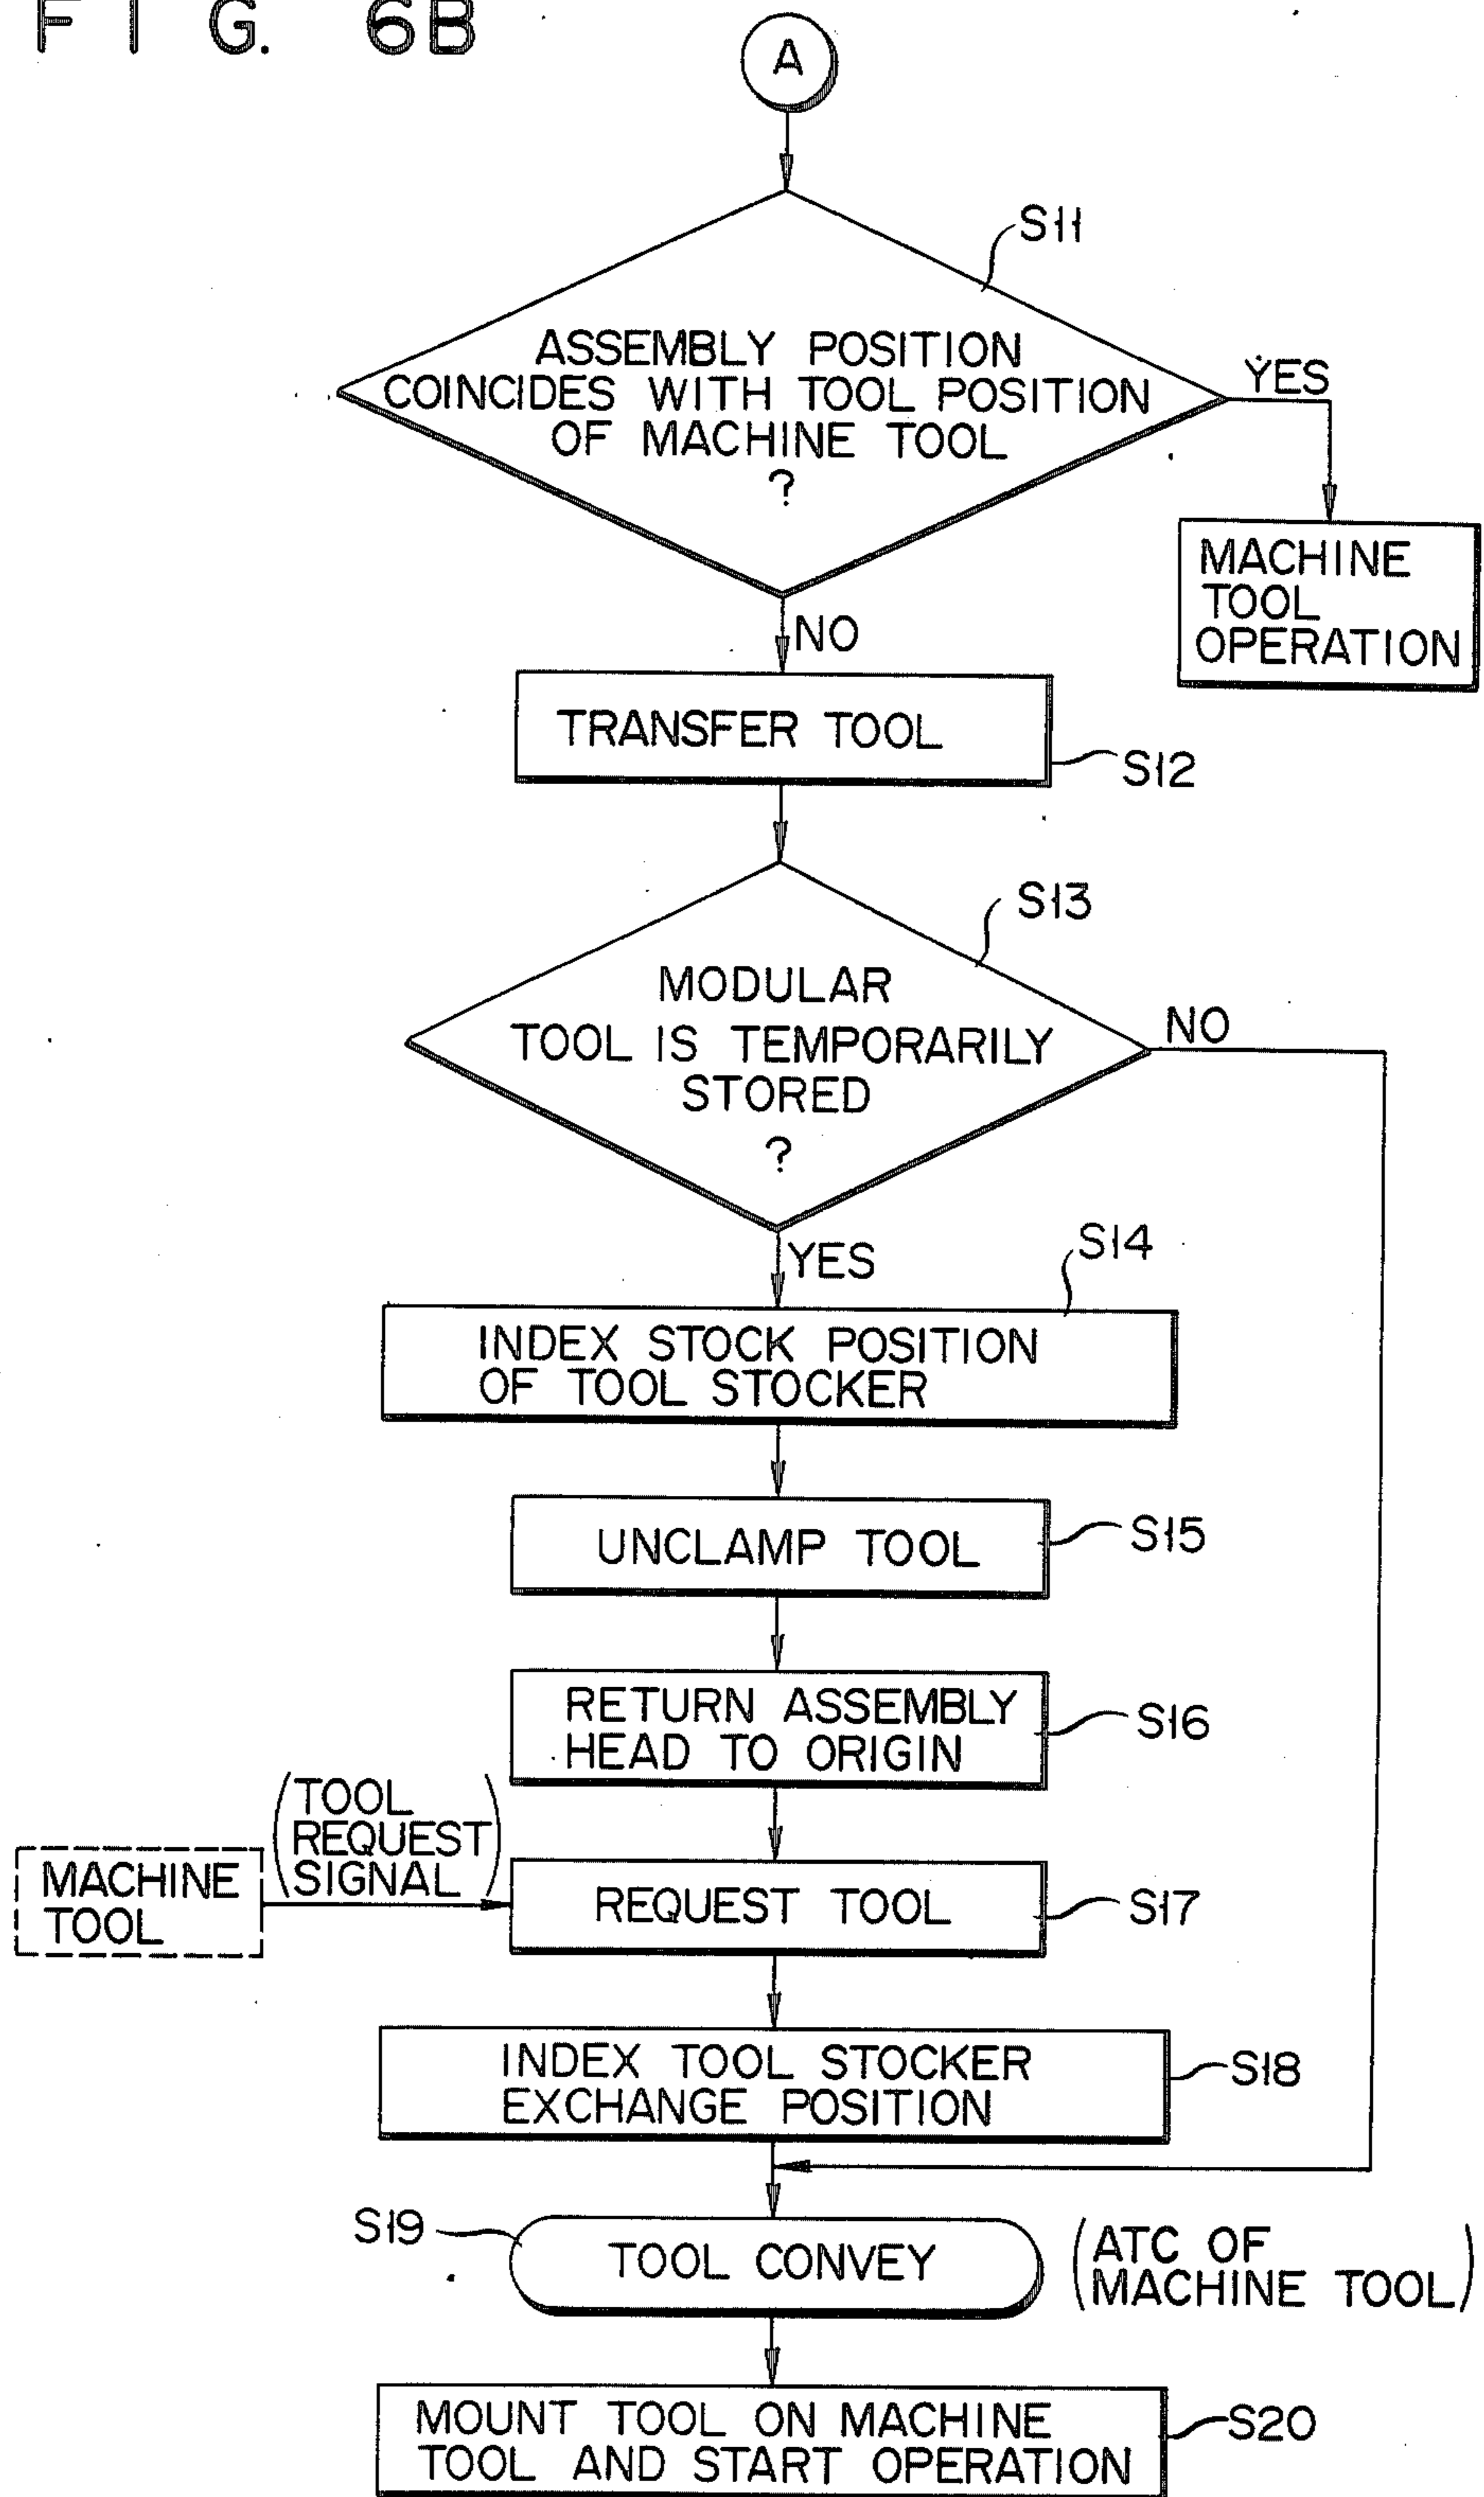 FIG. 6B
A
S11
ASSEMBLY POSITION
COINCIDES WITH TOOL POSITION
OF MACHINE TOOL
?
YES
MACHINE
TOOL
OPERATION
NO
TRANSFER TOOL
S12
S13
MODULAR
TOOL IS TEMPORARILY
STORED
?
NO
YES
S14
INDEX STOCK POSITION
OF TOOL STOCKER
UNCLAMP TOOL
S15
RETURN ASSEMBLY
HEAD TO ORIGIN
S16
(TOOL
REQUEST
SIGNAL)
MACHINE
TOOL
REQUEST TOOL
S17
INDEX TOOL STOCKER
EXCHANGE POSITION
S18
S19
TOOL CONVEY
(ATC OF
MACHINE TOOL)
MOUNT TOOL ON MACHINE
TOOL AND START OPERATION
S20